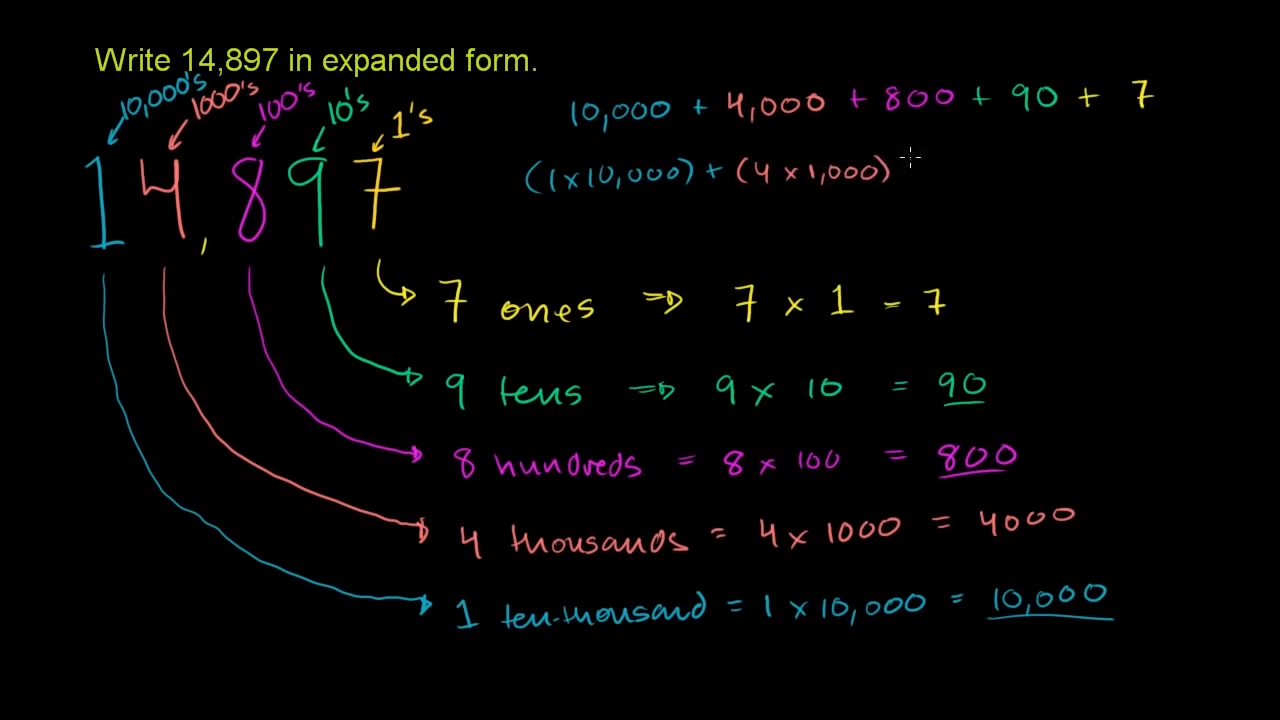 Write 14,897 in expanded form.
10,000's 1000's 100's 10's 1's
10,000 + 4,000 + 800 + 90 + 7
14,897
(1×10,000) + (4 × 1,000)
7 ones ⇒ 7 × 1 = 7
9 tens ⇒ 9 × 10 = 90
8 hundreds = 8 × 100 = 800
4 thousands = 4 × 1000 = 4000
1 ten-thousand = 1 × 10,000 = 10,000